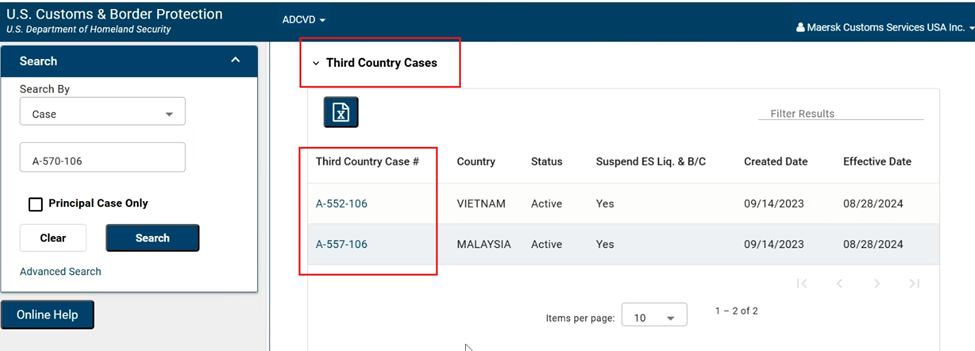 U.S. Customs & Border Protection
U.S. Department of Homeland Security
ADCVD
Maersk Customs Services USA Inc.
Search
Search By
Case
A-570-106
Principal Case Only
Clear
Search
Advanced Search
Online Help
Third Country Cases
Filter Results
Third Country Case # Country Status Suspend ES Liq. & B/C Created Date Effective Date
A-552-106 VIETNAM Active Yes 09/14/2023 08/28/2024
A-557-106 MALAYSIA Active Yes 09/14/2023 08/28/2024
Items per page: 10 1 – 2 of 2